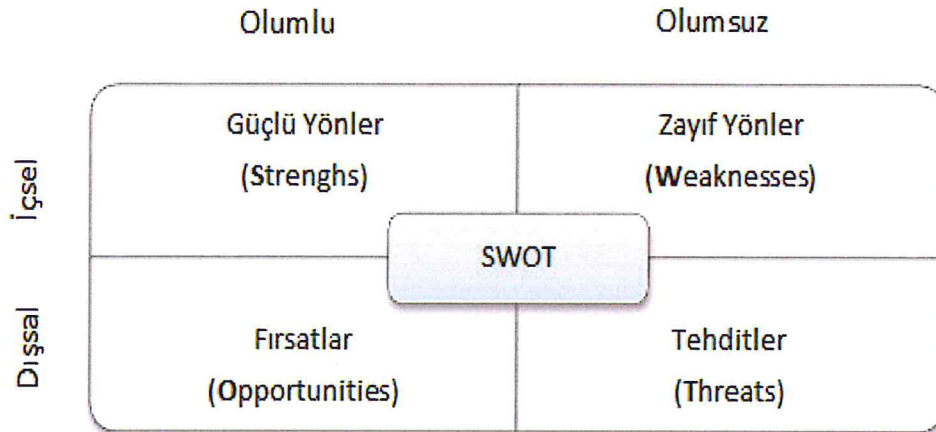 Olumlu Olumsuz
İçsel
Güçlü Yönler
(Strenghs)
Zayıf Yönler
(Weaknesses)
SWOT
Dışsal
Fırsatlar
(Opportunities)
Tehditler
(Threats)